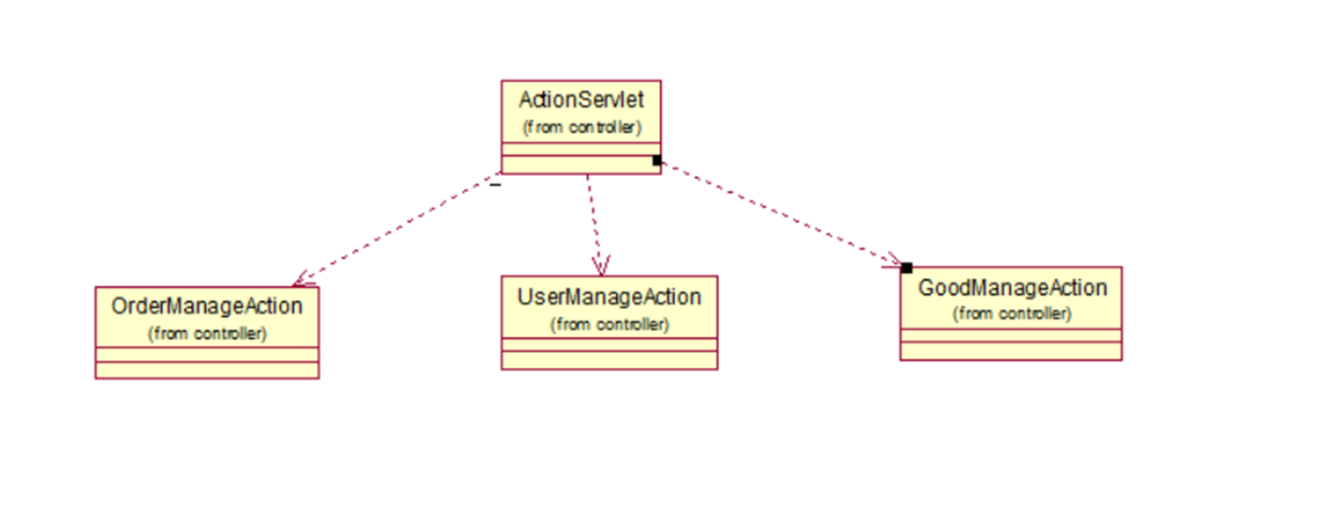 ActionServlet
(from controller)
OrderManageAction
(from controller)
UserManageAction
(from controller)
GoodManageAction
(from controller)